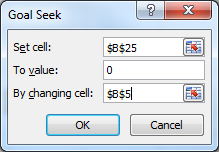 Goal Seek
Set cell: $B$25
To value: 0
By changing cell: $B$5
OK Cancel